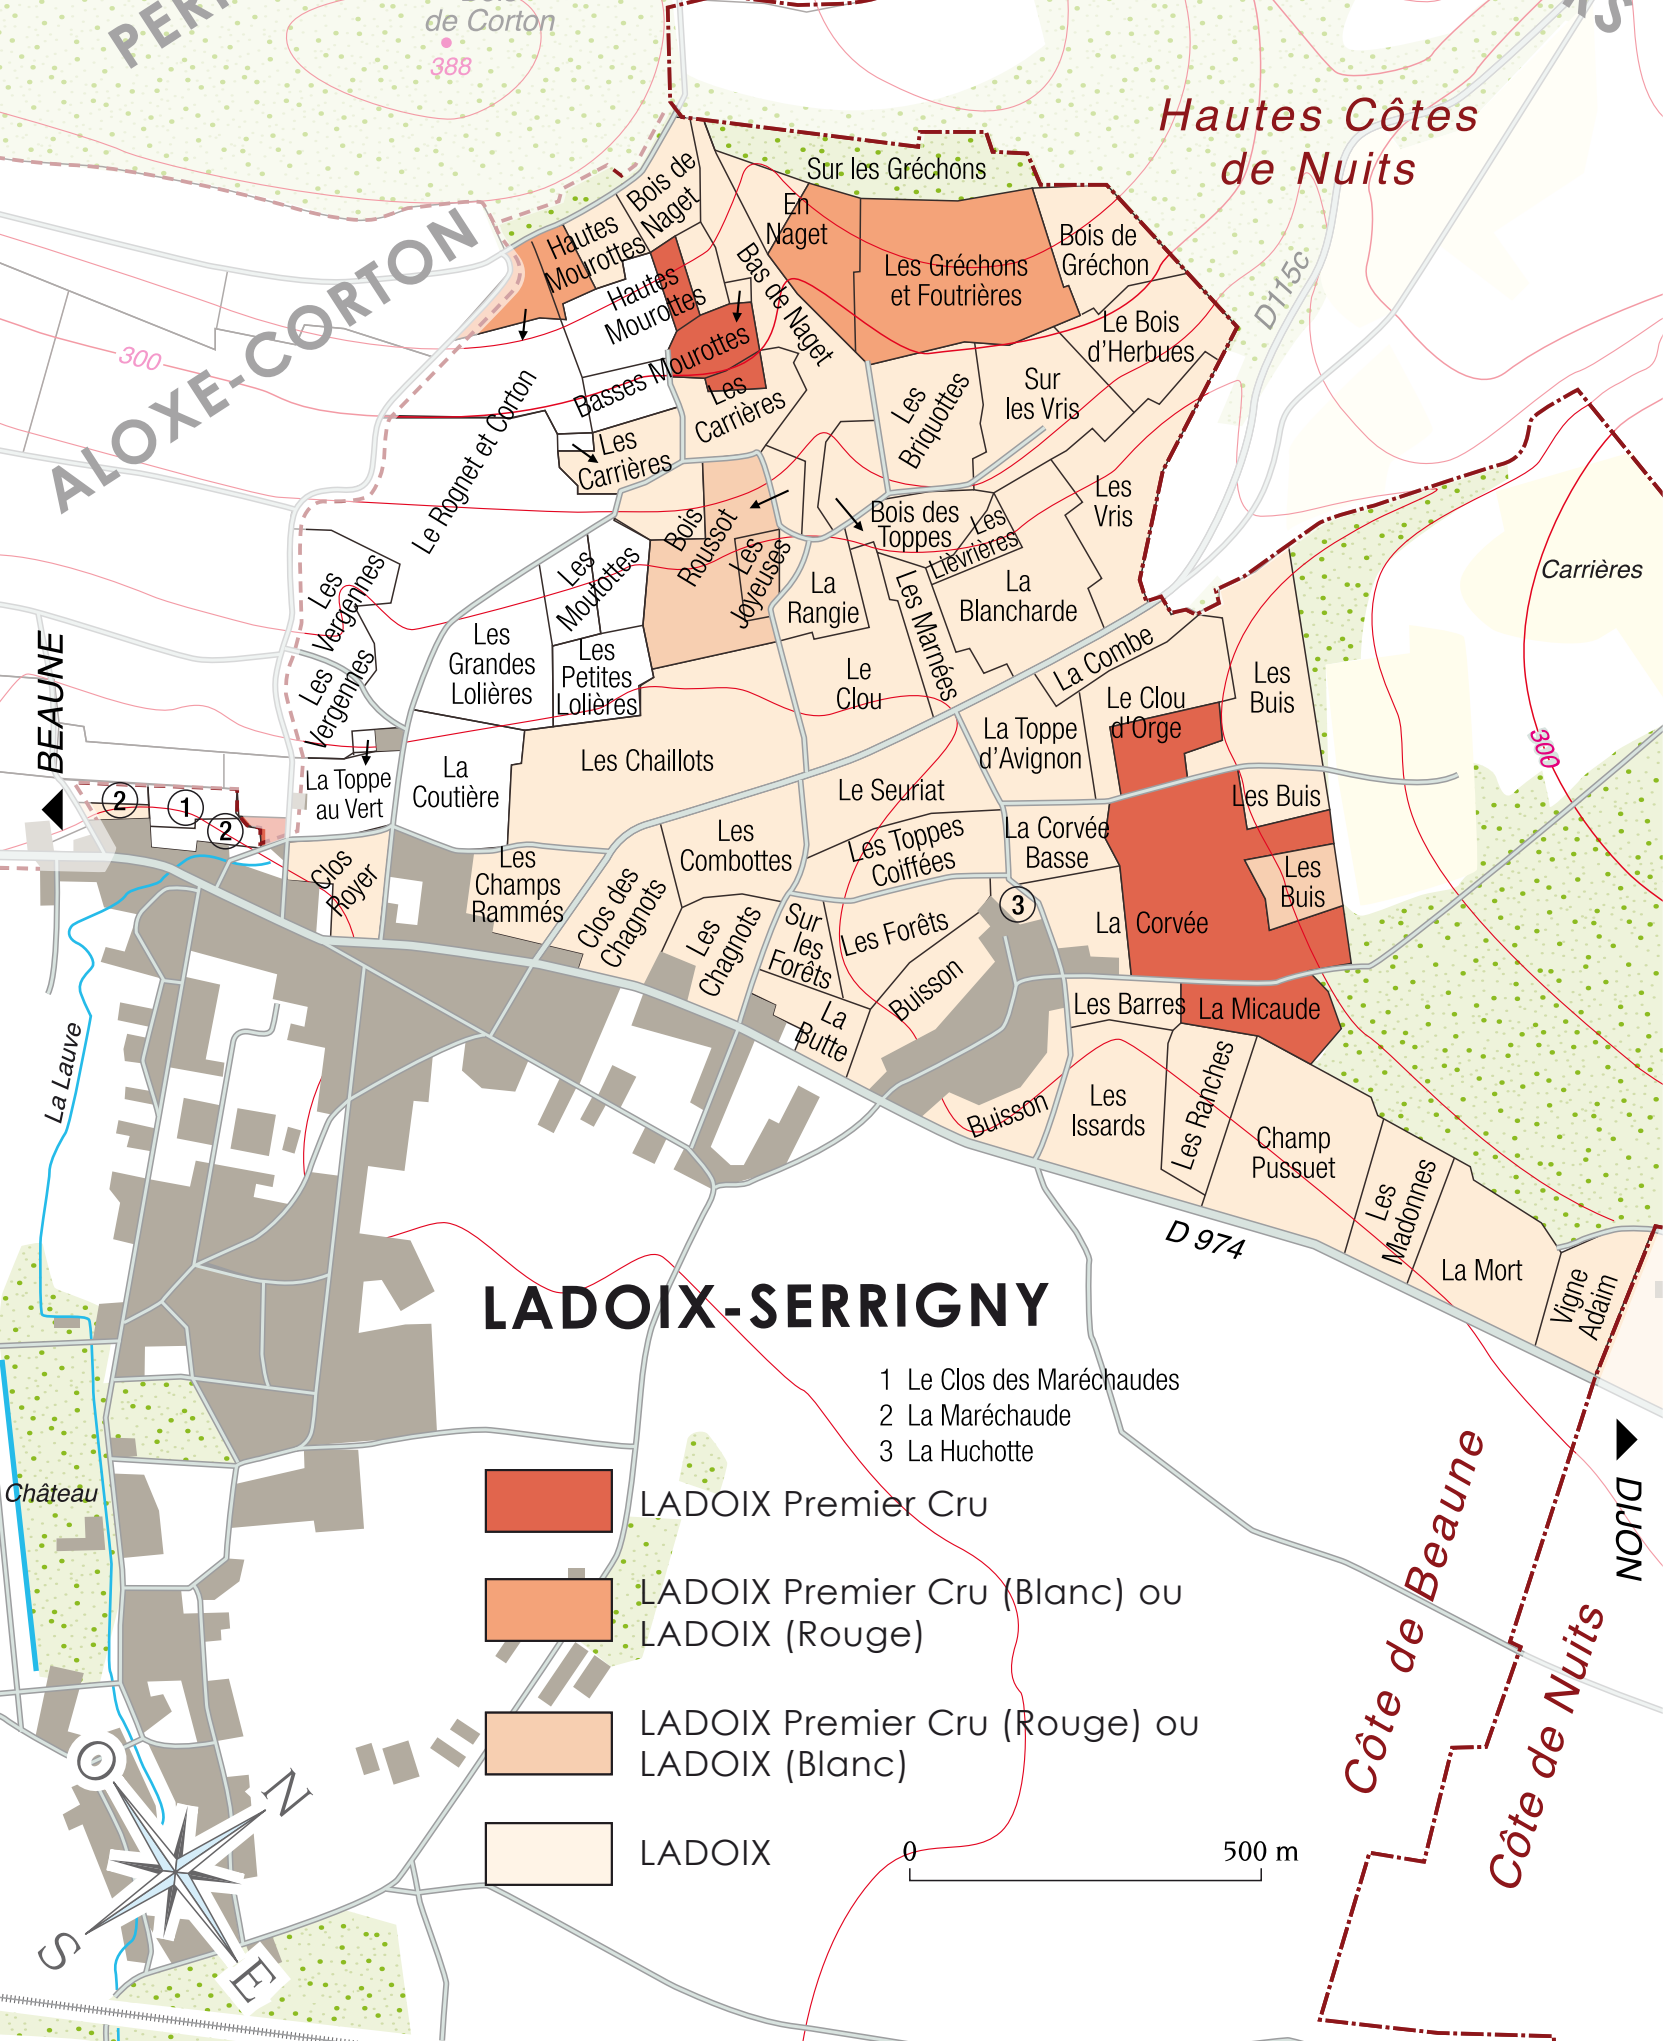 de Corton
388
Hautes Côtes
de Nuits
Sur les Gréchons
Bois de
Naget
En
Naget
Hautes
Mourottes
Bois de
Gréchon
Les Gréchons
et Foutrières
Bas de Naget
Hautes
Mourottes
D115c
ALOXE-CORTON
300
Le Bois
d'Herbues
Basses Mourottes
Les
Carrières
Sur
les Vris
Les
Briquottes
Le Rognet et Corton
Les
Carrières
Les
Vris
Bois
Roussot
Bois des
Toppes
Les
Lièvrières
Carrières
Les
Vergennes
Les
Moutottes
Les
Joyeuses
La
Rangie
Les Marnées
La
Blancharde
Les
Grandes
Lolières
Les
Petites
Lolières
La Combe
Les
Vergennes
Le
Clou
Le Clou
d'Orge
Les
Buis
BEAUNE
La Toppe
d'Avignon
300
Les Chaillots
La Toppe
au Vert
La
Coutière
Le Seuriat
Les Buis
2
1
2
Les
Combottes
Les Toppes
Coiffées
La Corvée
Basse
Clos
Royer
Les
Champs
Rammés
Les
Buis
Clos des
Chagnots
Les
Chagnots
Sur
les
Forêts
Les Forêts
3
La Corvée
Buisson
La
Butte
Les Barres
La Micaude
La Lauve
Buisson
Les
Issards
Les Ranches
Champ
Pussuet
Les
Madonnes
D 974
La Mort
Vigne
Adaim
LADOIX-SERRIGNY
1 Le Clos des Maréchaudes
2 La Maréchaude
3 La Huchotte
Château
LADOIX Premier Cru
LADOIX Premier Cru (Blanc) ou
LADOIX (Rouge)
LADOIX Premier Cru (Rouge) ou
LADOIX (Blanc)
LADOIX
0 500 m
Côte de Beaune
Côte de Nuits
DIJON
O
N
S
E